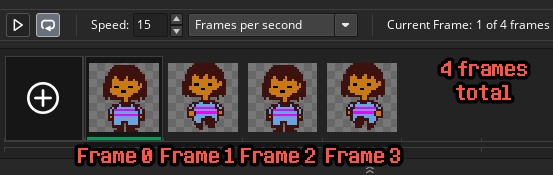 Speed: 15 Frames per second Current Frame: 1 of 4 frames
4 frames
total
Frame 0 Frame 1 Frame 2 Frame 3